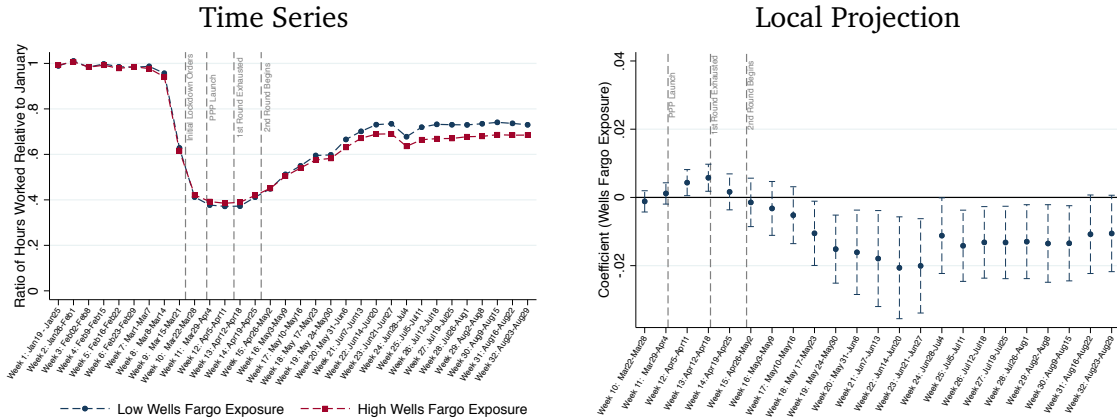 Time Series
Ratio of Hours Worked Relative to January
1
.8
.6
.4
.2
0
Initial Lockdown Orders
PPP Launch
1st Round Exhausted
2nd Round Begins
Week 1: Jan19 - Jan25
Week 2: Jan26-Feb1
Week 3: Feb02-Feb8
Week 4: Feb9-Feb15
Week 5: Feb16-Feb22
Week 6: Feb23-Feb29
Week 7: Mar1-Mar7
Week 8: Mar8-Mar14
Week 9: Mar15-Mar21
Week 10: Mar22-Mar28
Week 11: Mar29-Apr4
Week 12: Apr5-Apr11
Week 13: Apr12-Apr18
Week 14: Apr19-Apr25
Week 15: Apr26-May2
Week 16: May3-May9
Week 17: May10-May16
Week 18: May17-May23
Week 19: May 24-May30
Week 20: May 31-Jun6
Week 21: Jun07-Jun13
Week 22: Jun14-Jun20
Week 23: Jun21-Jun27
Week 24: Jun28-Jul4
Week 25: Jul5-Jul11
Week 26: Jul12-Jul18
Week 27: Jul19-Jul25
Week 28: Jul26-Aug1
Week 29: Aug2-Aug8
Week 30: Aug9-Aug15
Week 31: Aug16-Aug22
Week 32: Aug23-Aug29
Low Wells Fargo Exposure
High Wells Fargo Exposure
Local Projection
Coefficient (Wells Fargo Exposure)
.04
.02
0
-.02
PPP Launch
1st Round Exhausted
2nd Round Begins
Week 10: Mar22-Mar28
Week 11: Mar29-Apr4
Week 12: Apr5-Apr11
Week 13: Apr12-Apr18
Week 14: Apr19-Apr25
Week 15: Apr26-May2
Week 16: May3-May9
Week 17: May10-May16
Week 18: May17-May23
Week 19: May 24-May30
Week 20: May 31-Jun6
Week 21: Jun07-Jun13
Week 22: Jun14-Jun20
Week 23: Jun21-Jun27
Week 24: Jun28-Jul4
Week 25: Jul5-Jul11
Week 26: Jul12-Jul18
Week 27: Jul19-Jul25
Week 28: Jul26-Aug1
Week 29: Aug2-Aug8
Week 30: Aug9-Aug15
Week 31: Aug16-Aug22
Week 32: Aug23-Aug29